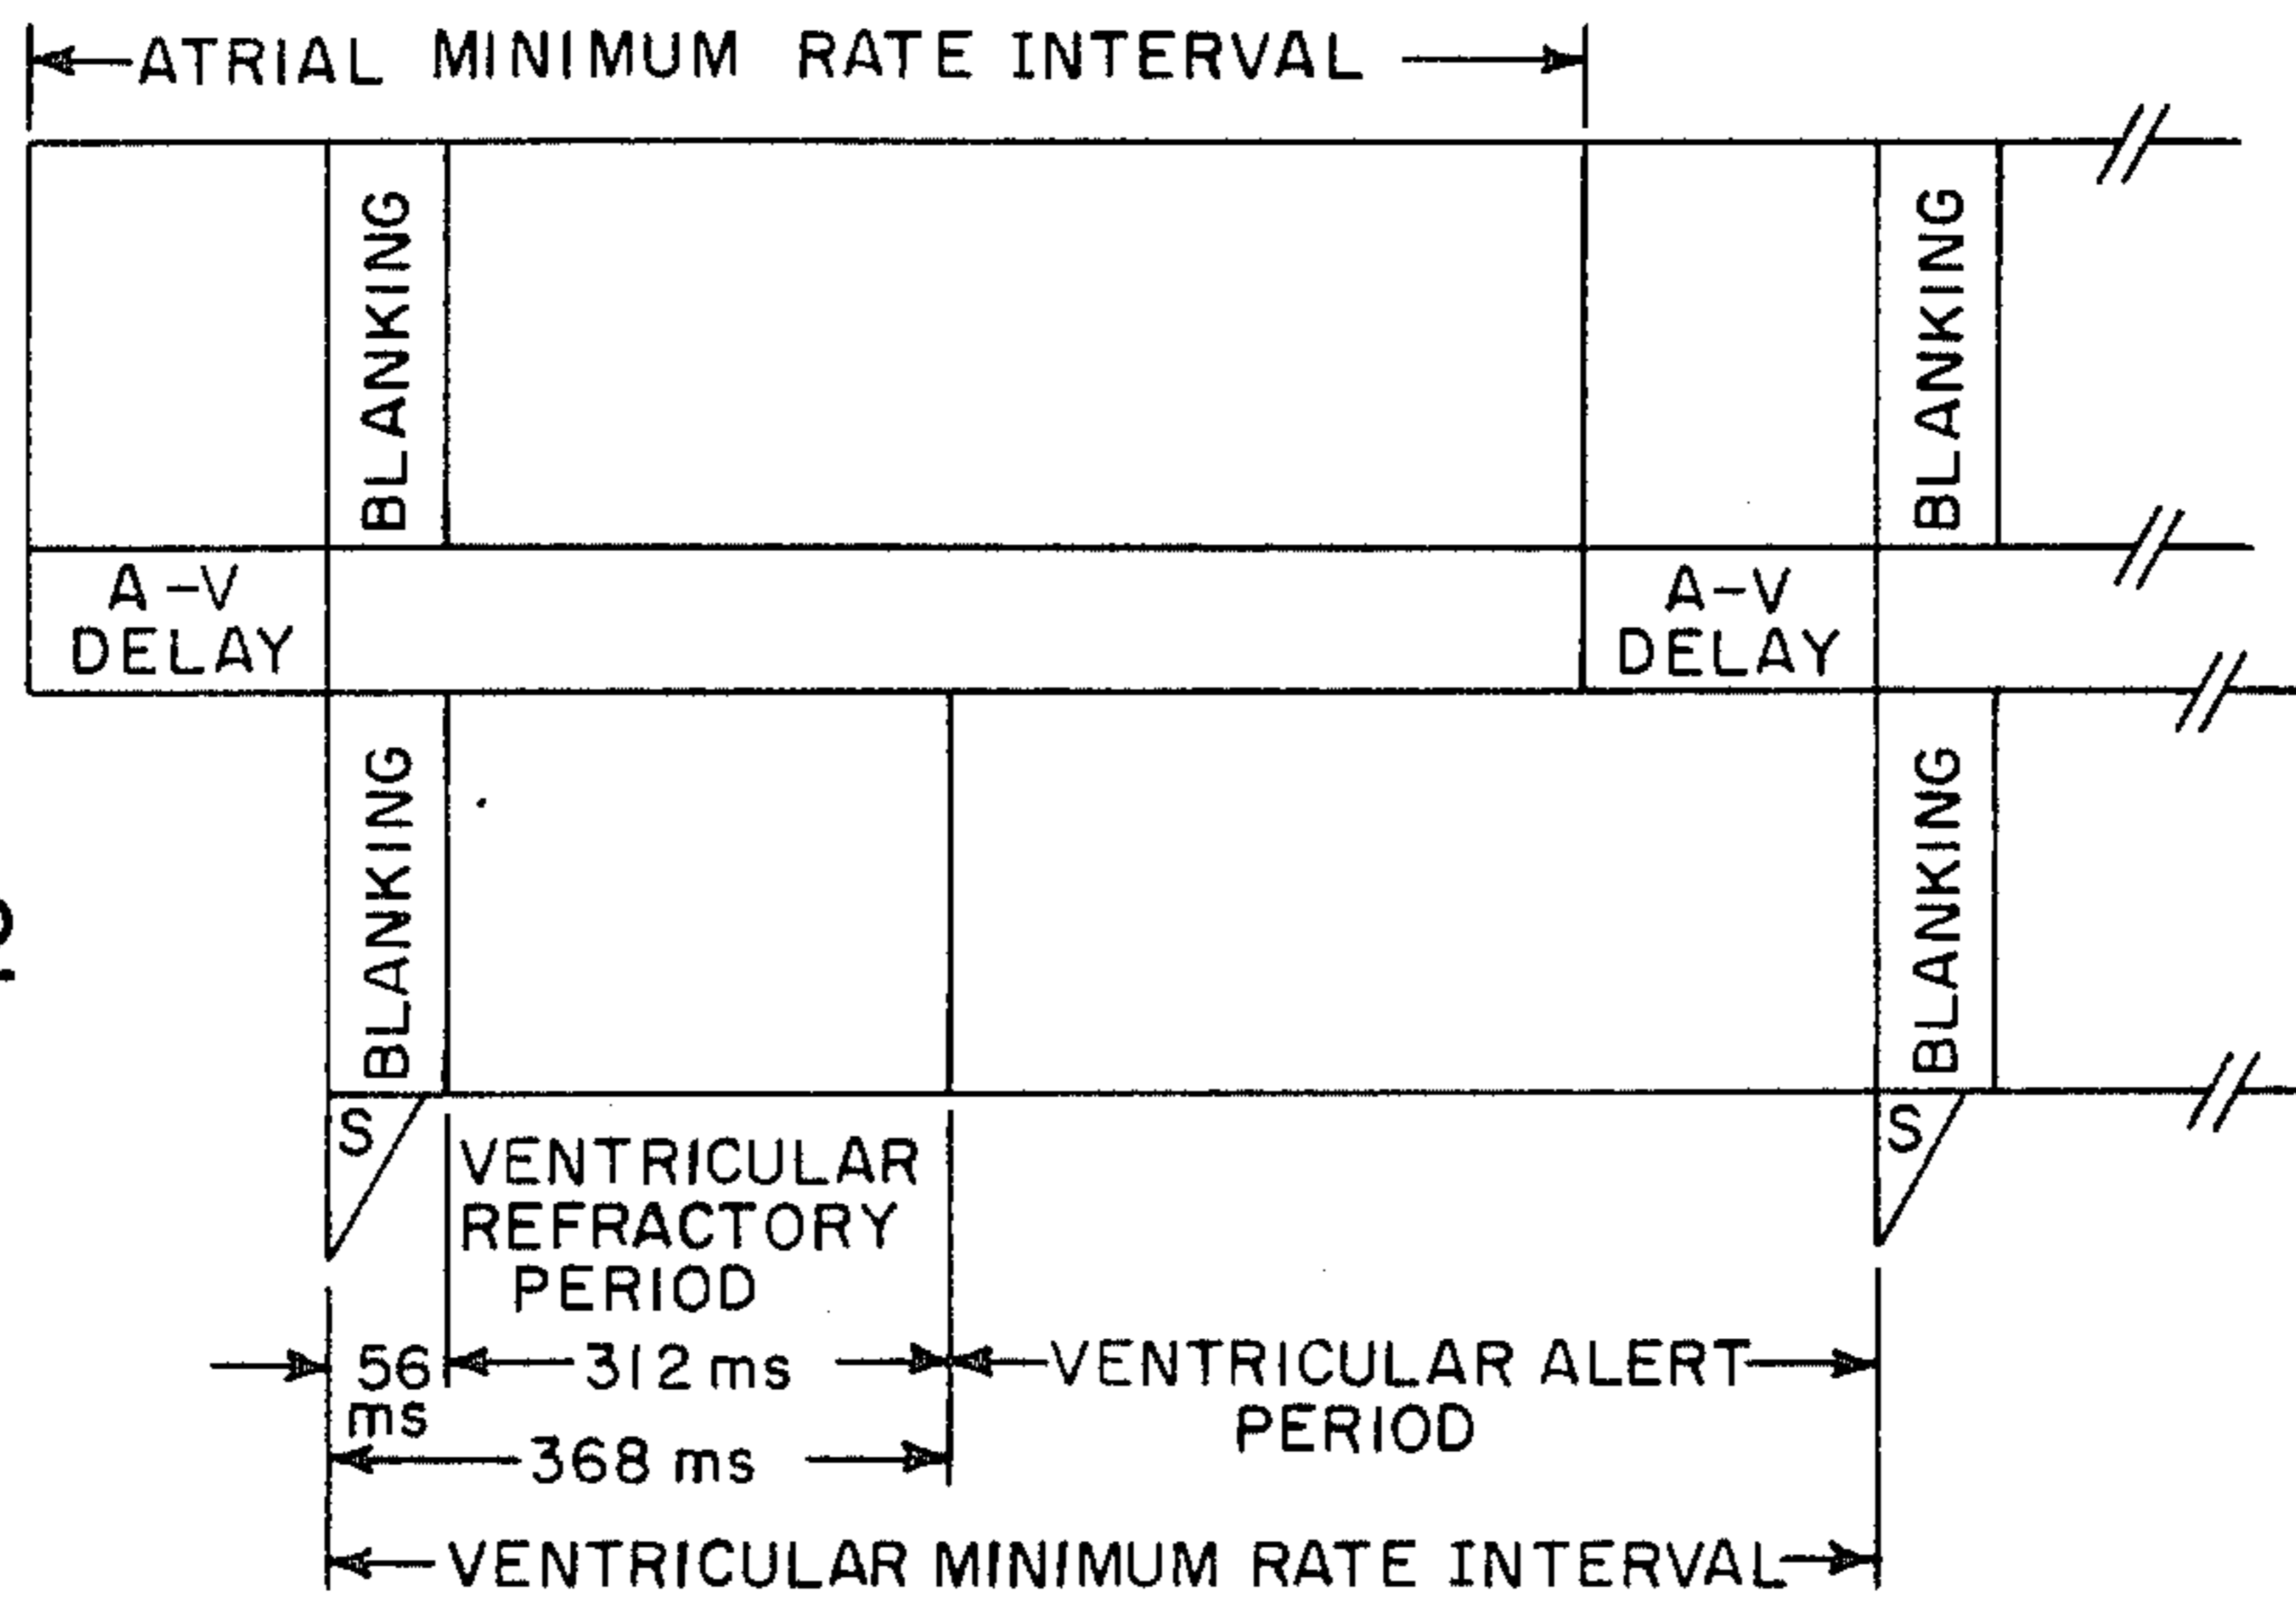 ATRIAL MINIMUM RATE INTERVAL
BLANKING
BLANKING
A-V
DELAY
A-V
DELAY
BLANKING
BLANKING
S
S
VENTRICULAR
REFRACTORY
PERIOD
56
ms
312 ms
VENTRICULAR ALERT
PERIOD
368 ms
VENTRICULAR MINIMUM RATE INTERVAL